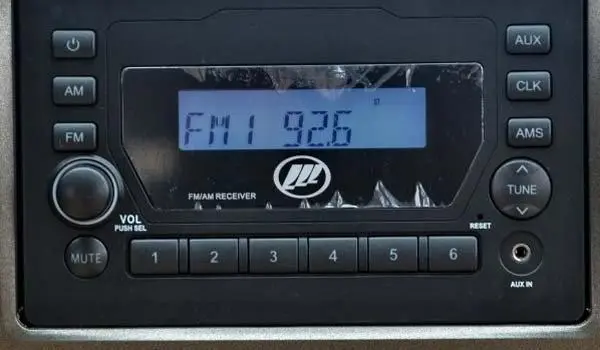 AUX
AM
CLK
FM
AMS
FM1 92.6
FM/AM RECEIVER
TUNE
VOL
PUSH SEL
RESET
MUTE
1 2 3 4 5 6
AUX IN